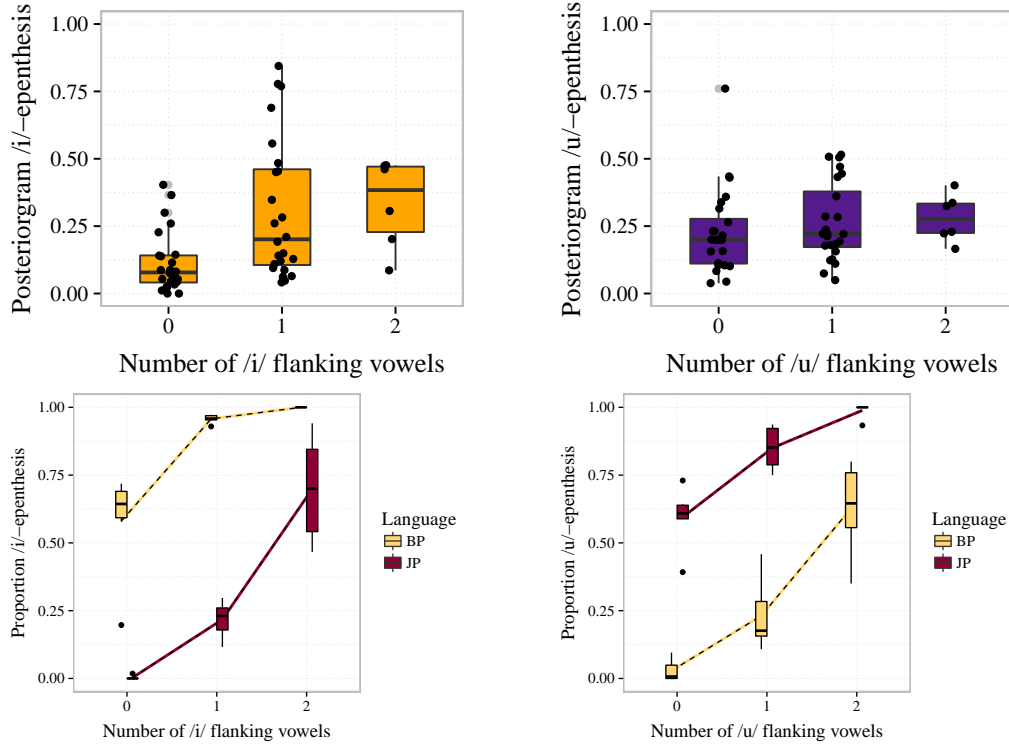 Posteriorgram /i/−epenthesis
1.00
0.75
0.50
0.25
0.00
0 1 2
Number of /i/ flanking vowels
Posteriorgram /u/−epenthesis
1.00
0.75
0.50
0.25
0.00
0 1 2
Number of /u/ flanking vowels
Proportion /i/−epenthesis
1.00
0.75
0.50
0.25
0.00
0 1 2
Number of /i/ flanking vowels
Language
BP
JP
Proportion /u/−epenthesis
1.00
0.75
0.50
0.25
0.00
0 1 2
Number of /u/ flanking vowels
Language
BP
JP